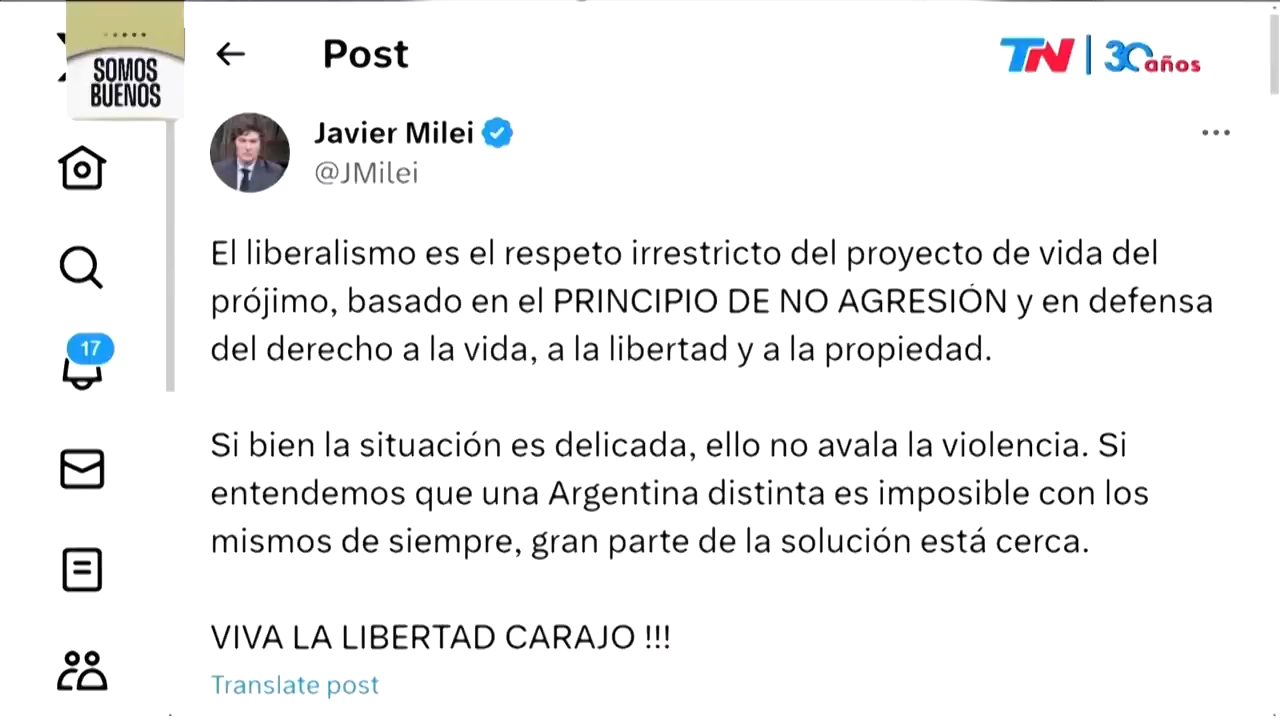 SOMOS
BUENOS
Post
TN | 30 años
Javier Milei
@JMilei
El liberalismo es el respeto irrestricto del proyecto de vida del
prójimo, basado en el PRINCIPIO DE NO AGRESIÓN y en defensa
del derecho a la vida, a la libertad y a la propiedad.
17
Si bien la situación es delicada, ello no avala la violencia. Si
entendemos que una Argentina distinta es imposible con los
mismos de siempre, gran parte de la solución está cerca.
VIVA LA LIBERTAD CARAJO !!!
Translate post